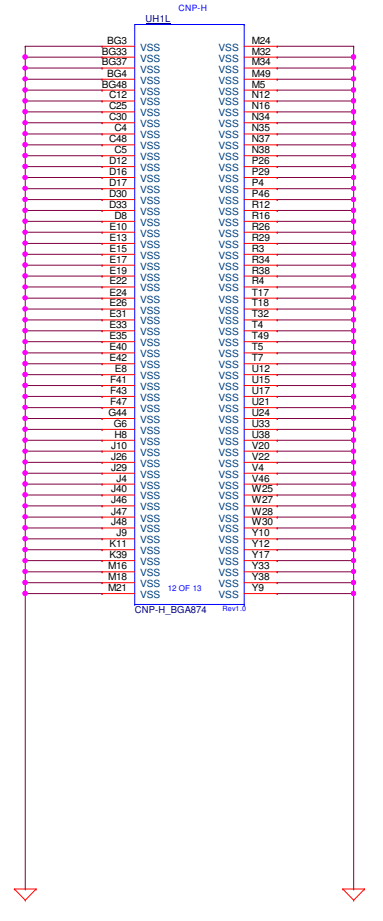 CNP-H
UH1L
BG3 VSS VSS M24
BG33 VSS VSS M32
BG37 VSS VSS M34
BG4 VSS VSS M49
BG48 VSS VSS M5
C12 VSS VSS N12
C25 VSS VSS N16
C30 VSS VSS N34
C4 VSS VSS N35
C48 VSS VSS N37
C5 VSS VSS N38
D12 VSS VSS P26
D16 VSS VSS P29
D17 VSS VSS P4
D30 VSS VSS P46
D33 VSS VSS R12
D8 VSS VSS R16
E10 VSS VSS R26
E13 VSS VSS R29
E15 VSS VSS R3
E17 VSS VSS R34
E19 VSS VSS R38
E22 VSS VSS R4
E24 VSS VSS T17
E26 VSS VSS T18
E31 VSS VSS T32
E33 VSS VSS T4
E35 VSS VSS T49
E40 VSS VSS T5
E42 VSS VSS T7
E8 VSS VSS U12
F41 VSS VSS U15
F43 VSS VSS U17
F47 VSS VSS U21
G44 VSS VSS U24
G6 VSS VSS U33
H8 VSS VSS U38
J10 VSS VSS V20
J26 VSS VSS V22
J29 VSS VSS V4
J4 VSS VSS V46
J40 VSS VSS W25
J46 VSS VSS W27
J47 VSS VSS W28
J48 VSS VSS W30
J9 VSS VSS Y10
K11 VSS VSS Y12
K39 VSS VSS Y17
M16 VSS VSS Y33
M18 VSS 12 OF 13 VSS Y38
M21 VSS VSS Y9
CNP-H_BGA874 Rev1.0